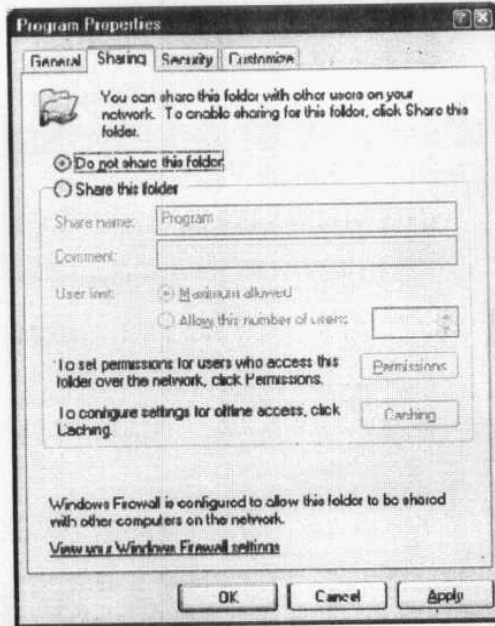 Program Properties
General Sharing Security Customize
You can share this folder with other users on your
network. To enable sharing for this folder, click Share this
folder.
Do not share this folder
Share this folder
Share name: Program
Comment:
User limit: Maximum allowed
Allow this number of users:
To set permissions for users who access this
folder over the network, click Permissions.
Permissions
To configure settings for offline access, click
Caching.
Caching
Windows Firewall is configured to allow this folder to be shared
with other computers on the network.
View your Windows Firewall settings
OK Cancel Apply